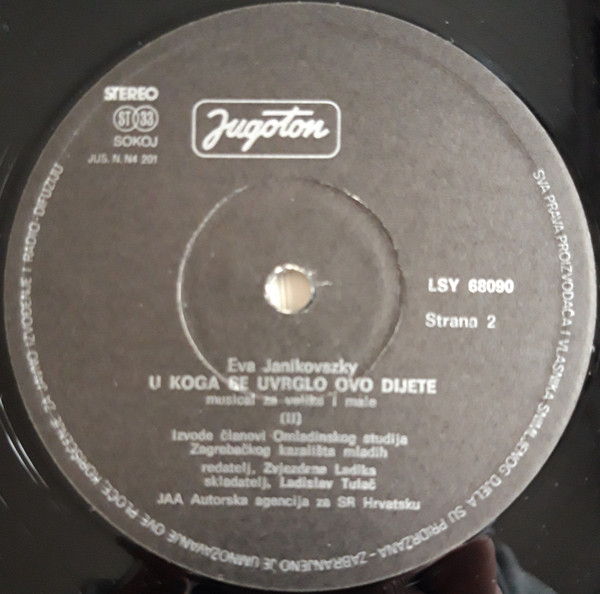 STEREO
ST 33
SOKOJ
JUS. N. N4 201
Jugoton
LSY 68090
Strana 2
Eva Janikovszky
U KOGA SE UVRGLO OVO DIJETE
musical za velike i male
(II)
Izvode članovi Omladinskog studija
Zagrebačkog kazališta mladih
redatelj, Zvjezdana Ladika
skladatelj, Ladislav Tulač
JAA Autorska agencija za SR Hrvatsku
SVA PRAVA PROIZVOĐAČA I VLASNIKA SNIMLJENOG DJELA SU PRIDRŽANA - ZABRANJENO JE UMNOŽAVANJE OVE PLOČE, KORIŠĆENJE ZA JAVNO IZVOĐENJE I RADIO-DIFUZIJU